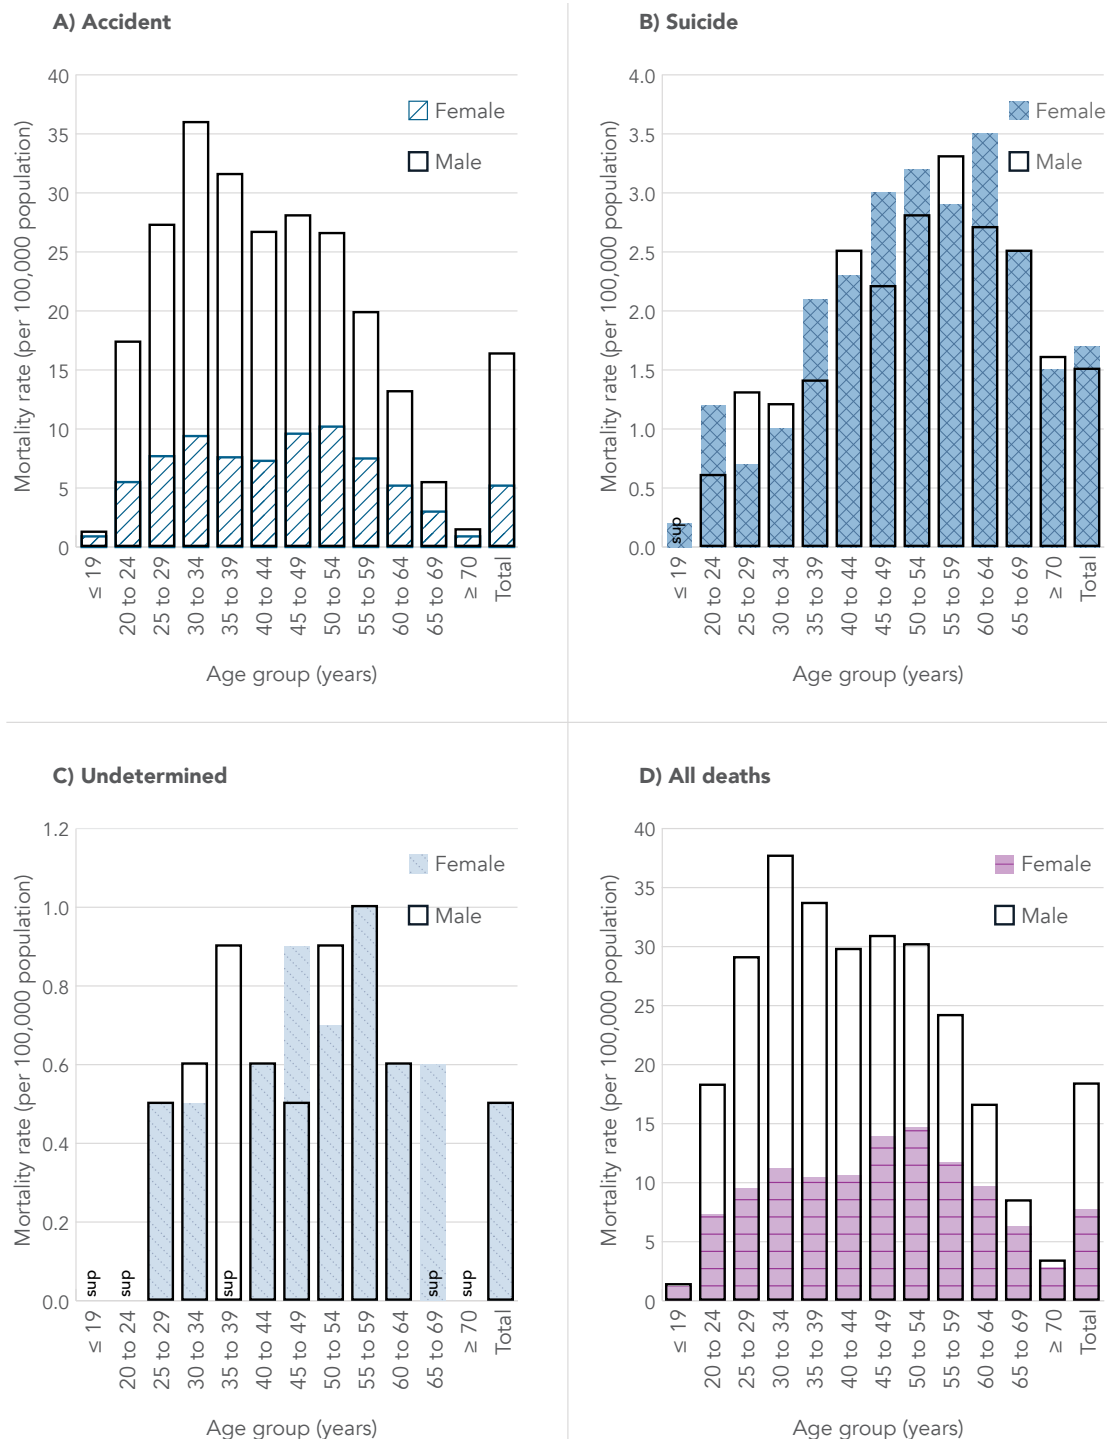 A) Accident
Mortality rate (per 100,000 population)
40
35
30
25
20
15
10
5
0
Female
Male
≤ 19
20 to 24
25 to 29
30 to 34
35 to 39
40 to 44
45 to 49
50 to 54
55 to 59
60 to 64
65 to 69
≥ 70
Total
Age group (years)
B) Suicide
Mortality rate (per 100,000 population)
4.0
3.5
3.0
2.5
2.0
1.5
1.0
0.5
0.0
Female
Male
sup
≤ 19
20 to 24
25 to 29
30 to 34
35 to 39
40 to 44
45 to 49
50 to 54
55 to 59
60 to 64
65 to 69
≥ 70
Total
Age group (years)
C) Undetermined
Mortality rate (per 100,000 population)
1.2
1.0
0.8
0.6
0.4
0.2
0.0
Female
Male
sup
sup
sup
sup
sup
≤ 19
20 to 24
25 to 29
30 to 34
35 to 39
40 to 44
45 to 49
50 to 54
55 to 59
60 to 64
65 to 69
≥ 70
Total
Age group (years)
D) All deaths
Mortality rate (per 100,000 population)
40
35
30
25
20
15
10
5
0
Female
Male
≤ 19
20 to 24
25 to 29
30 to 34
35 to 39
40 to 44
45 to 49
50 to 54
55 to 59
60 to 64
65 to 69
≥ 70
Total
Age group (years)